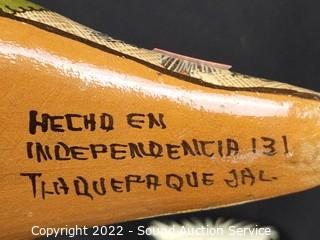 HECHO EN
INDEPENDENCIA 131
TLAQUEPAQUE JAL.
Copyright 2022 - Sound Auction Service